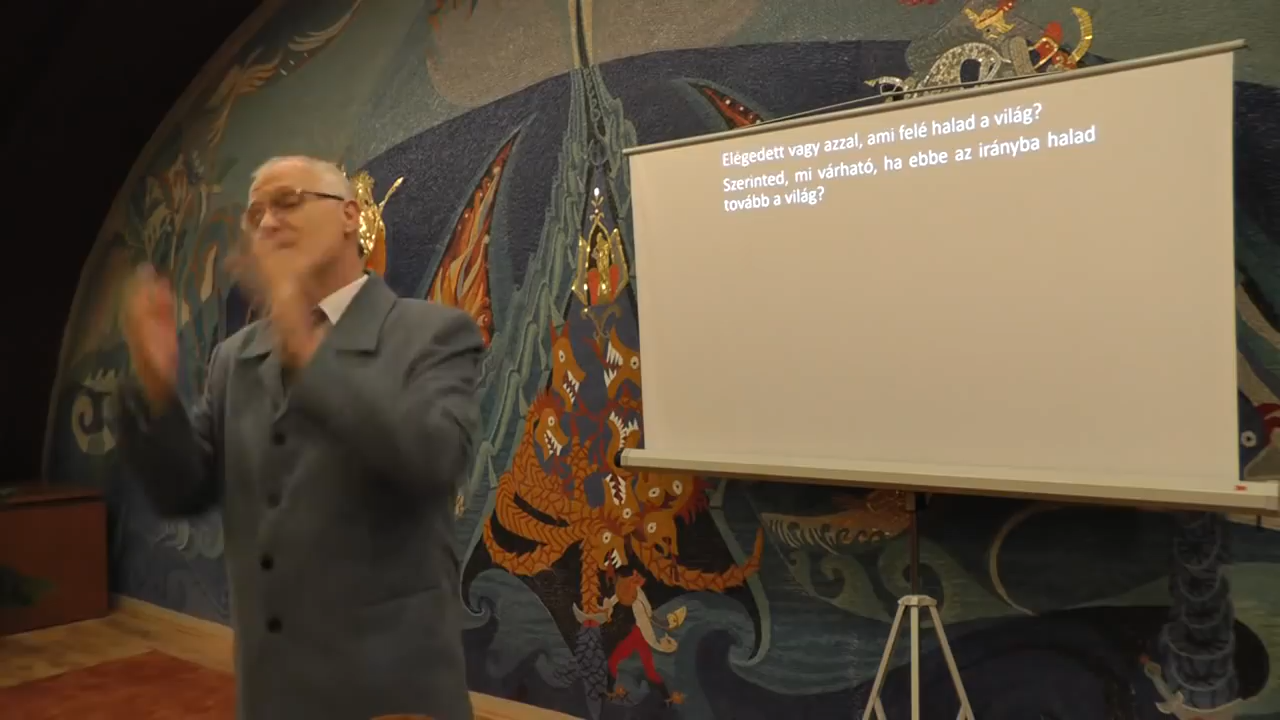 Elégedett vagy azzal, ami felé halad a világ?
Szerinted, mi várható, ha ebbe az irányba halad
tovább a világ?